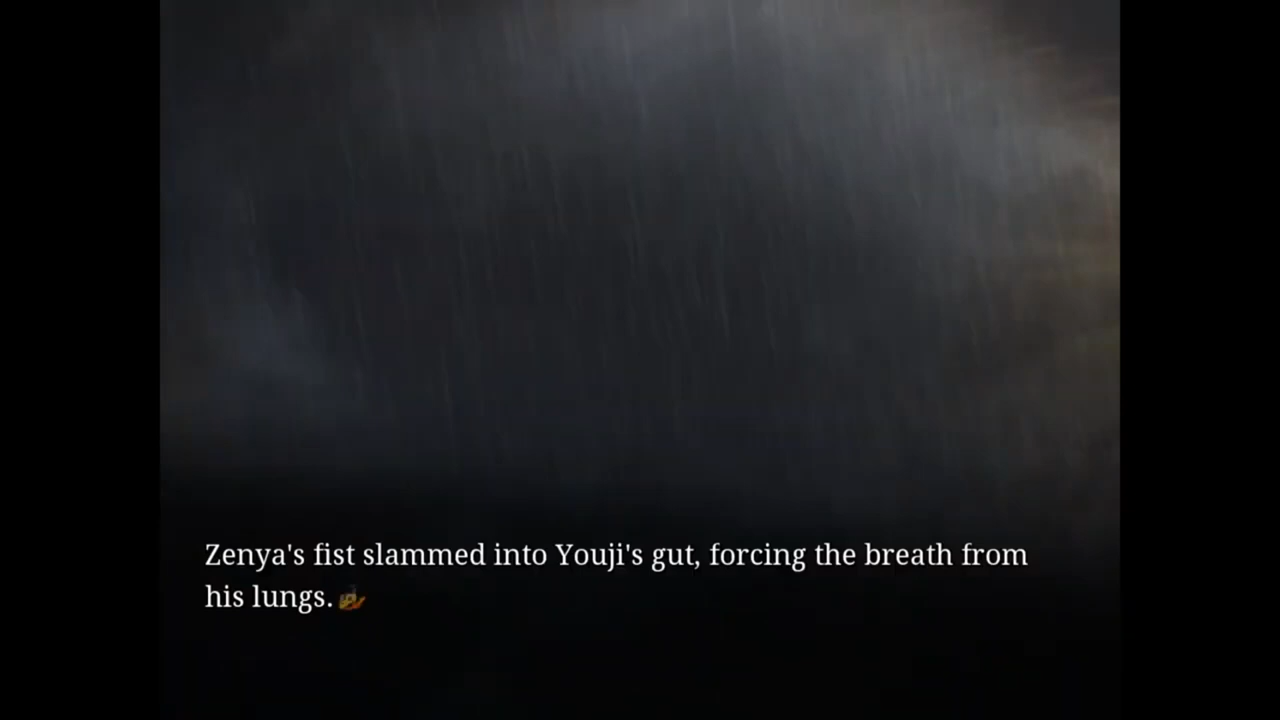 Zenya's fist slammed into Youji's gut, forcing the breath from
his lungs.